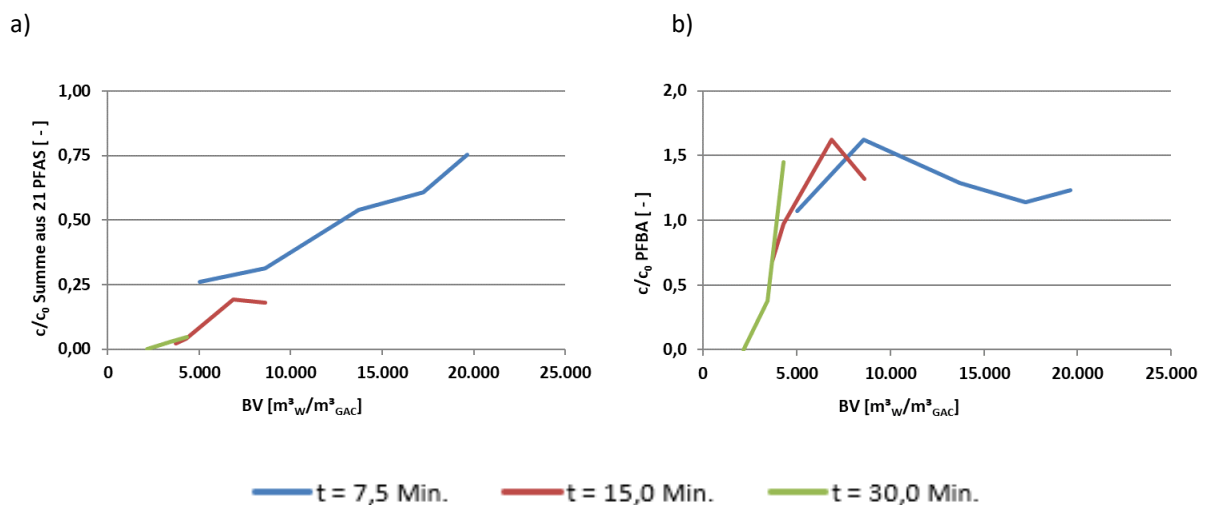 a)
c/c₀ Summe aus 21 PFAS [ - ]
1,00
0,75
0,50
0,25
0,00
0 5.000 10.000 15.000 20.000 25.000
BV [m³W/m³GAC]
b)
c/c₀ PFBA [ - ]
2,0
1,5
1,0
0,5
0,0
0 5.000 10.000 15.000 20.000 25.000
BV [m³W/m³GAC]
t = 7,5 Min. t = 15,0 Min. t = 30,0 Min.